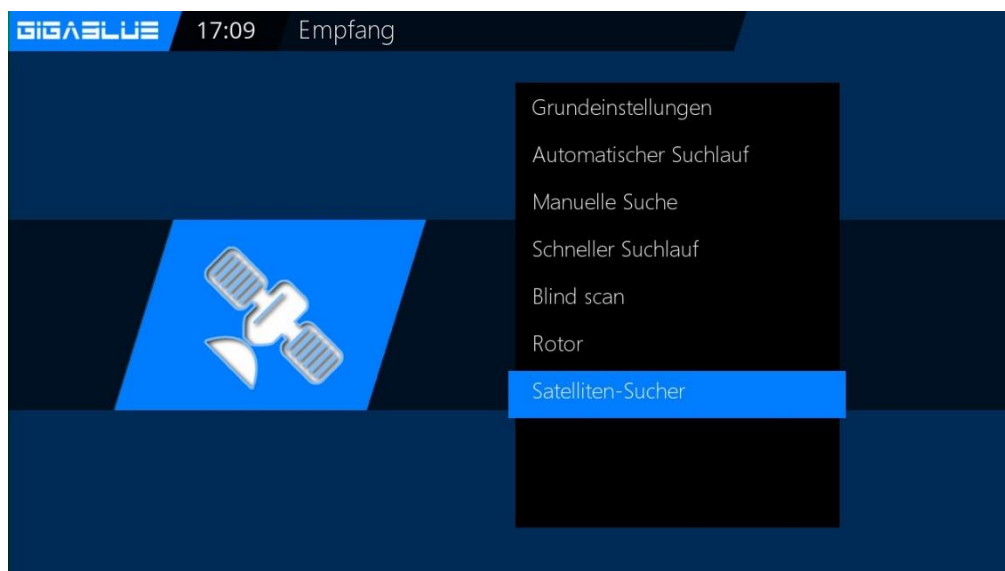 GIGABLUE 17:09 Empfang
Grundeinstellungen
Automatischer Suchlauf
Manuelle Suche
Schneller Suchlauf
Blind scan
Rotor
Satelliten-Sucher